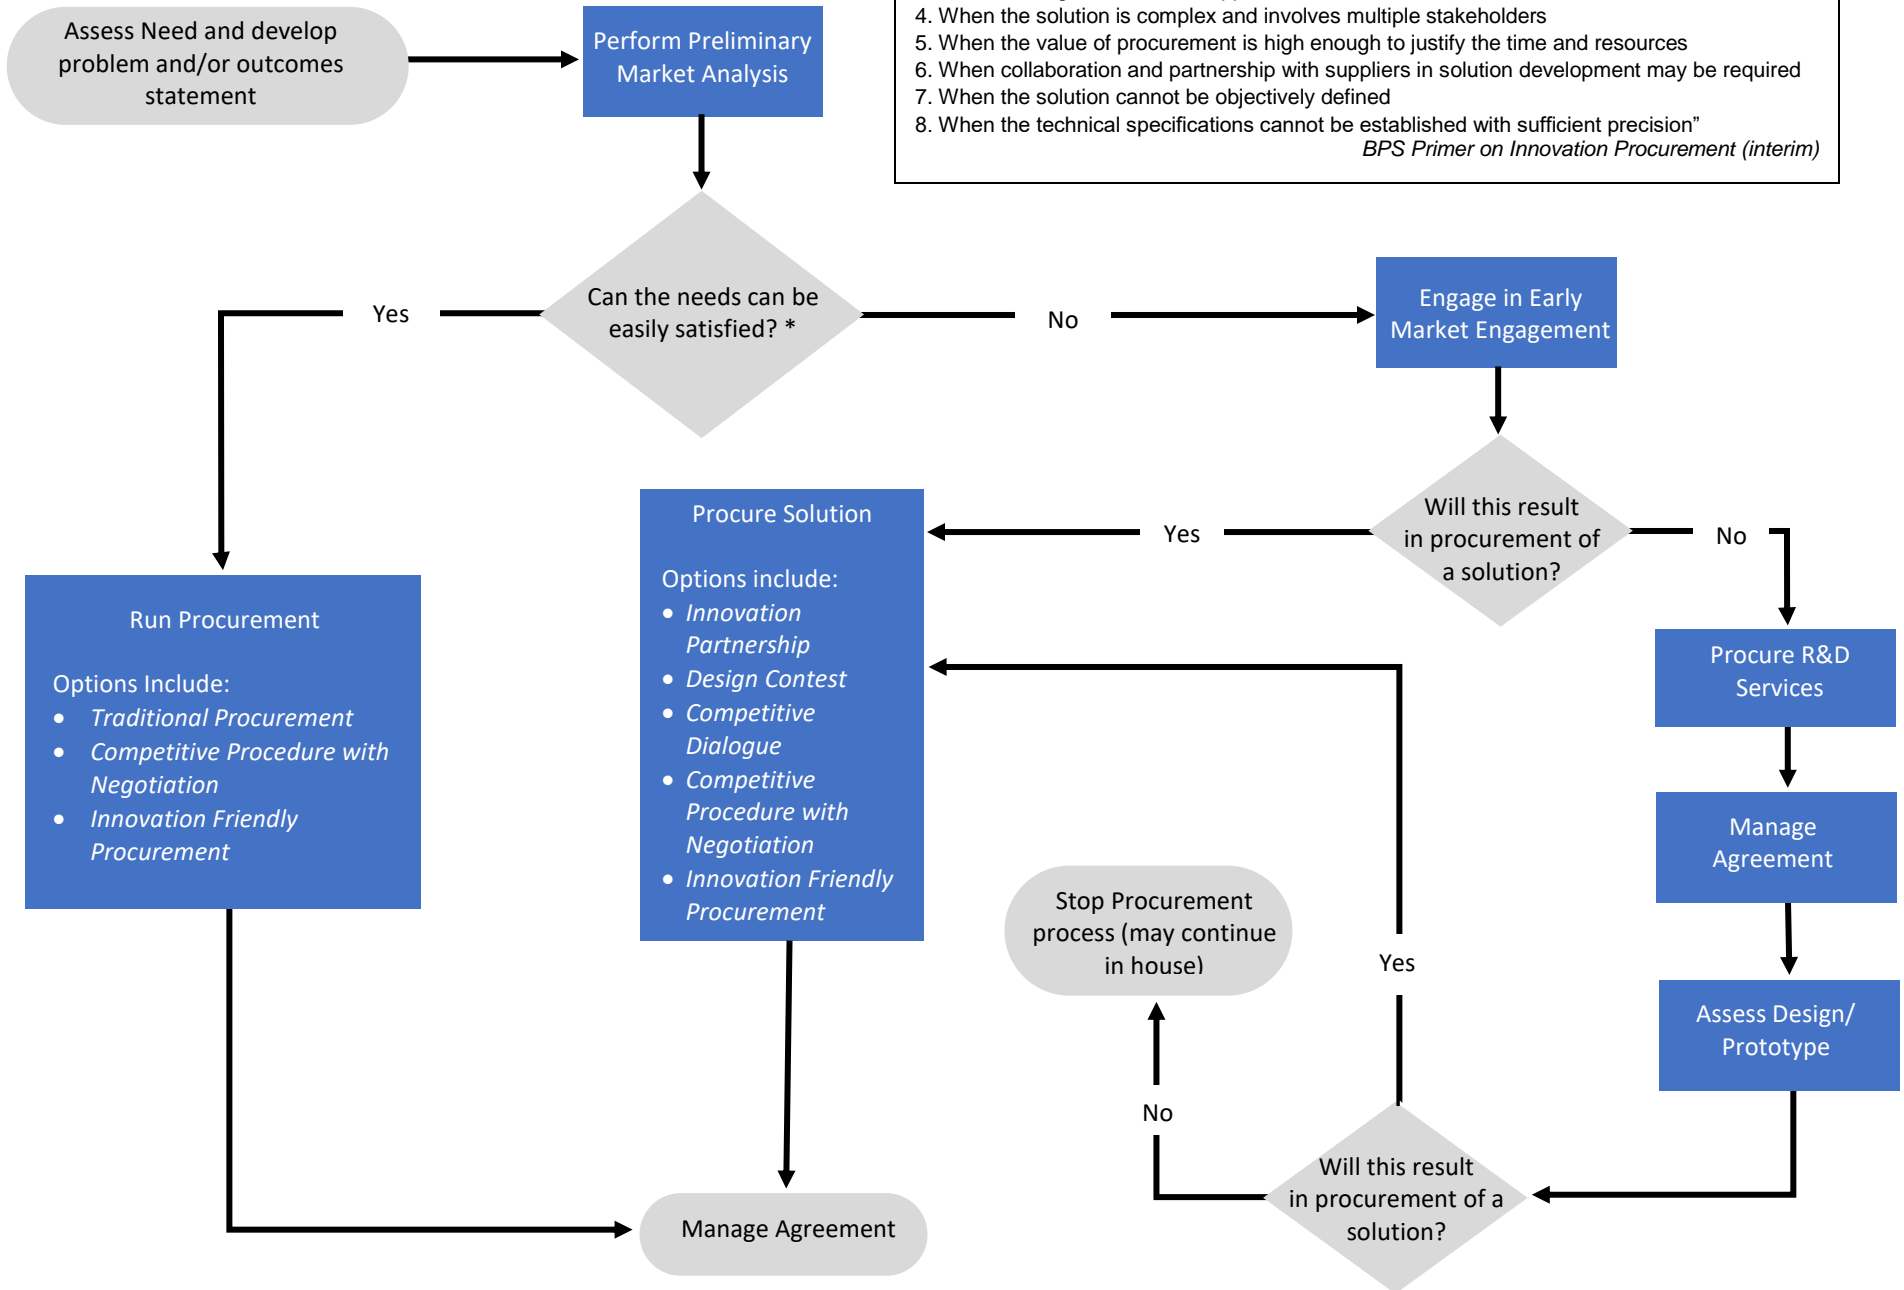 Assess Need and develop
problem and/or outcomes
statement
Perform Preliminary
Market Analysis
4. When the solution is complex and involves multiple stakeholders
5. When the value of procurement is high enough to justify the time and resources
6. When collaboration and partnership with suppliers in solution development may be required
7. When the solution cannot be objectively defined
8. When the technical specifications cannot be established with sufficient precision”
BPS Primer on Innovation Procurement (interim)
Can the needs can be
easily satisfied? *
Yes
No
Engage in Early
Market Engagement
Will this result
in procurement of
a solution?
Yes
No
Procure Solution
Options include:
• Innovation
Partnership
• Design Contest
• Competitive
Dialogue
• Competitive
Procedure with
Negotiation
• Innovation Friendly
Procurement
Run Procurement
Options Include:
• Traditional Procurement
• Competitive Procedure with
Negotiation
• Innovation Friendly
Procurement
Procure R&D
Services
Manage
Agreement
Assess Design/
Prototype
Stop Procurement
process (may continue
in house)
Yes
No
Will this result
in procurement of a
solution?
Manage Agreement